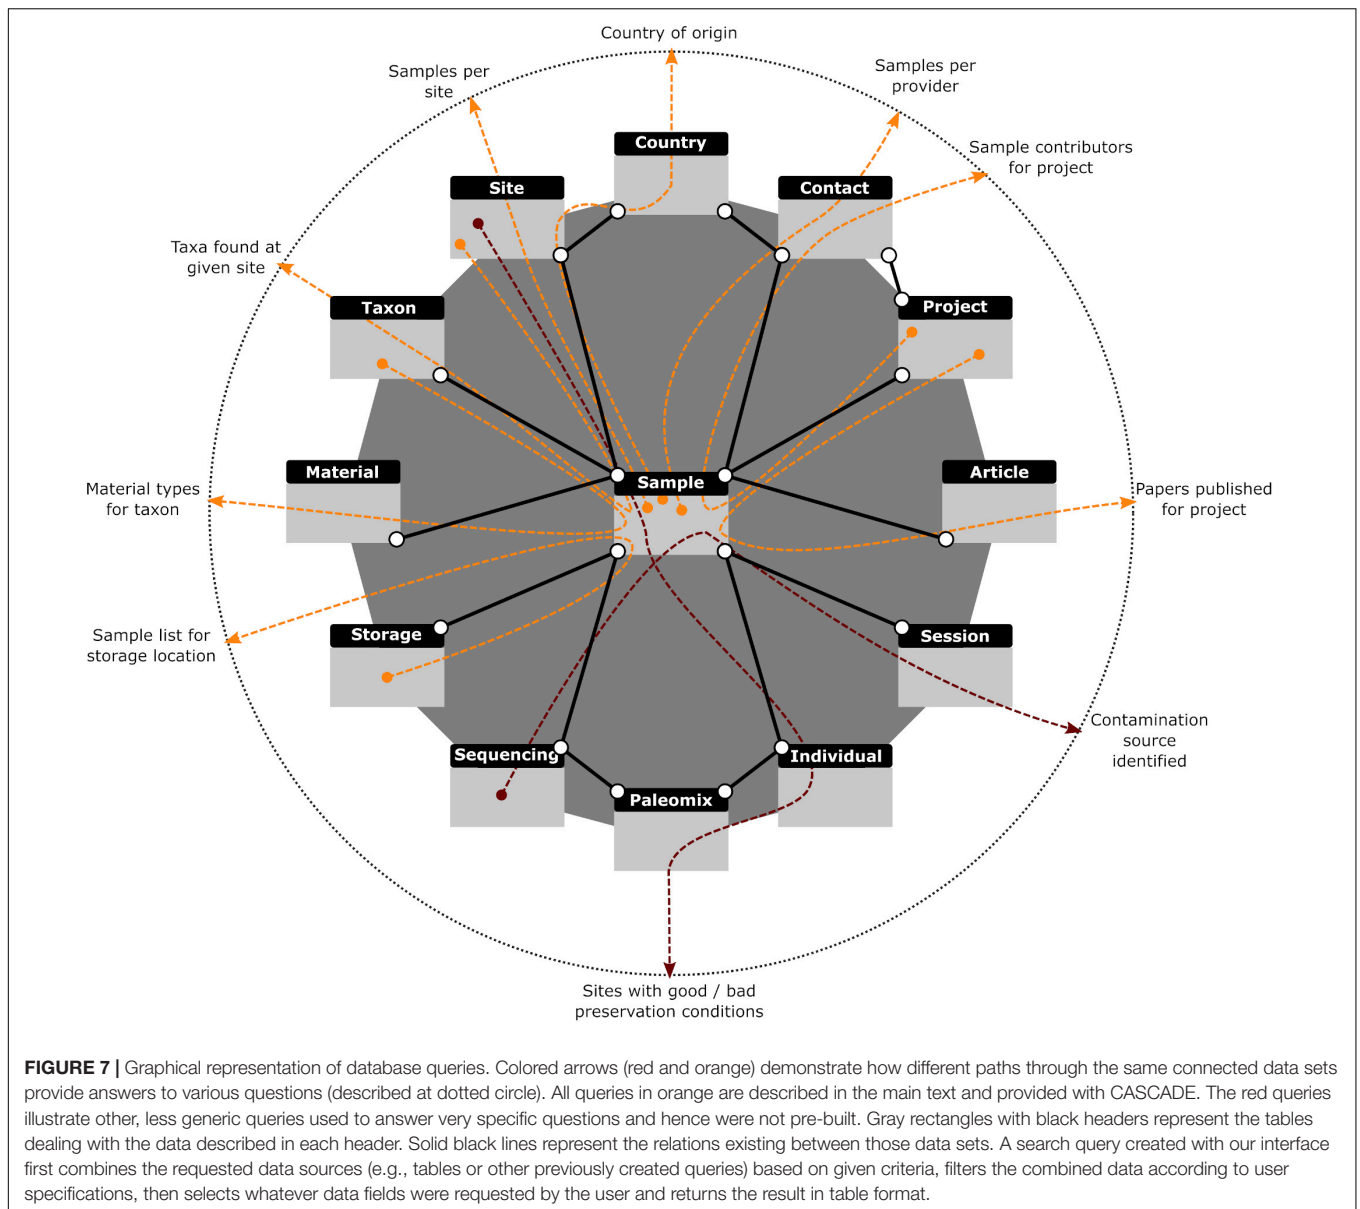 Country of origin
Samples per
site
Samples per
provider
Sample contributors
for project
Country
Site
Contact
Taxa found at
given site
Taxon
Project
Material
Sample
Article
Material types
for taxon
Papers published
for project
Sample list for
storage location
Storage
Session
Contamination
source
identified
Sequencing
Individual
Paleomix
Sites with good / bad
preservation conditions
FIGURE 7 | Graphical representation of database queries. Colored arrows (red and orange) demonstrate how different paths through the same connected data sets
provide answers to various questions (described at dotted circle). All queries in orange are described in the main text and provided with CASCADE. The red queries
illustrate other, less generic queries used to answer very specific questions and hence were not pre-built. Gray rectangles with black headers represent the tables
dealing with the data described in each header. Solid black lines represent the relations existing between those data sets. A search query created with our interface
first combines the requested data sources (e.g., tables or other previously created queries) based on given criteria, filters the combined data according to user
specifications, then selects whatever data fields were requested by the user and returns the result in table format.